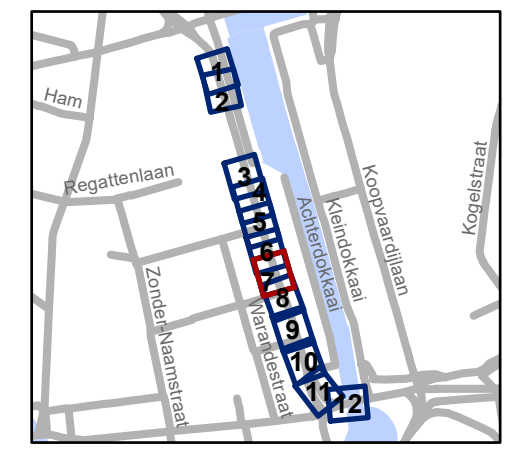 1
2
Ham
Regattenlaan
3
4
5
6
7
8
9
10
11
12
Zonder-Naamstraat
Warandestraat
Achterdokkaai
Kleindokkaai
Koopvaardijlaan
Kogelstraat